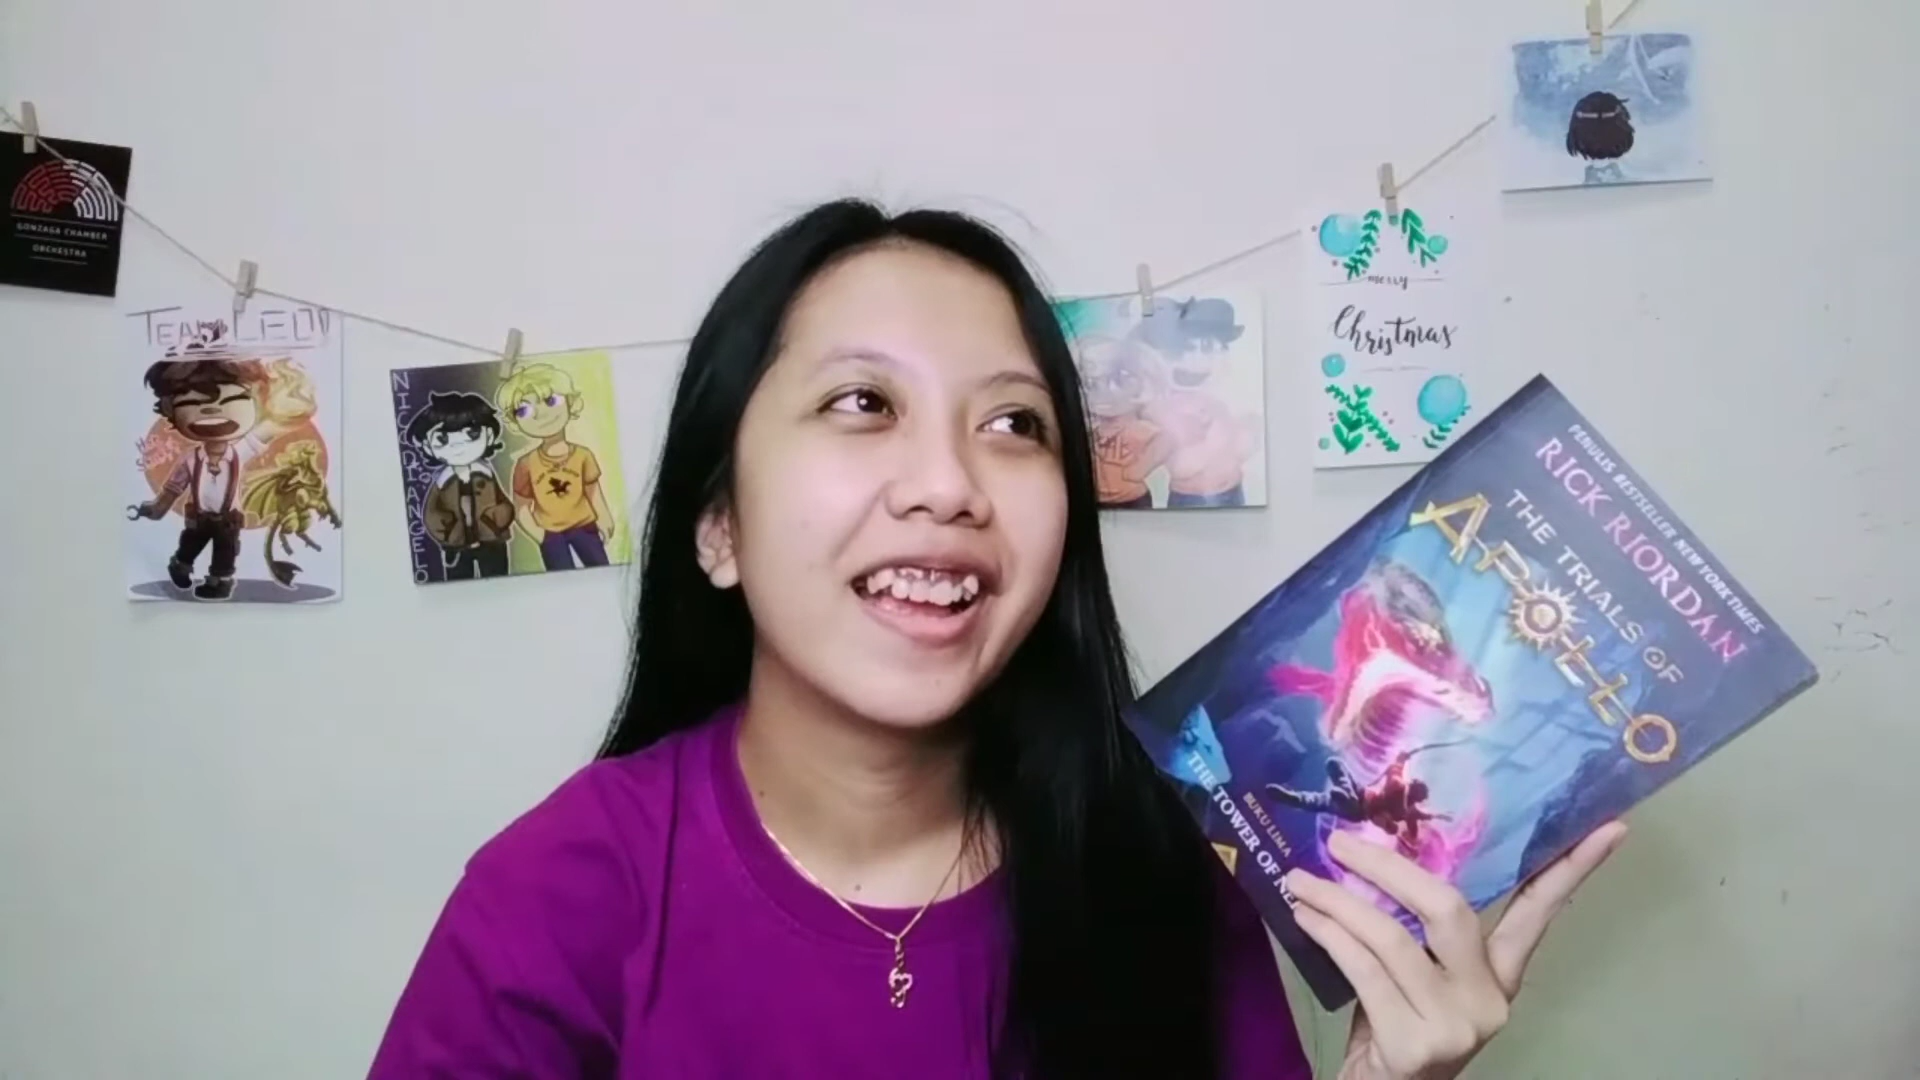 GONZAGA CHAMBER
ORCHESTRA
TEAM LEO!
NICO DI ANGELO
merry
Christmas
PENULIS BESTSELLER NEW YORK TIMES
RICK RIORDAN
THE TRIALS OF
APOLLO
BUKU LIMA
THE TOWER OF